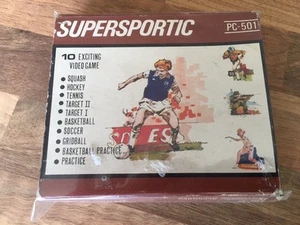 SUPERSPORTIC
PC-501
10 EXCITING
VIDEO GAME
SQUASH
HOCKEY
TENNIS
TARGET II
TARGET I
BASKETBALL
SOCCER
GRIDBALL
BASKETBALL PRACTICE
PRACTICE
ES